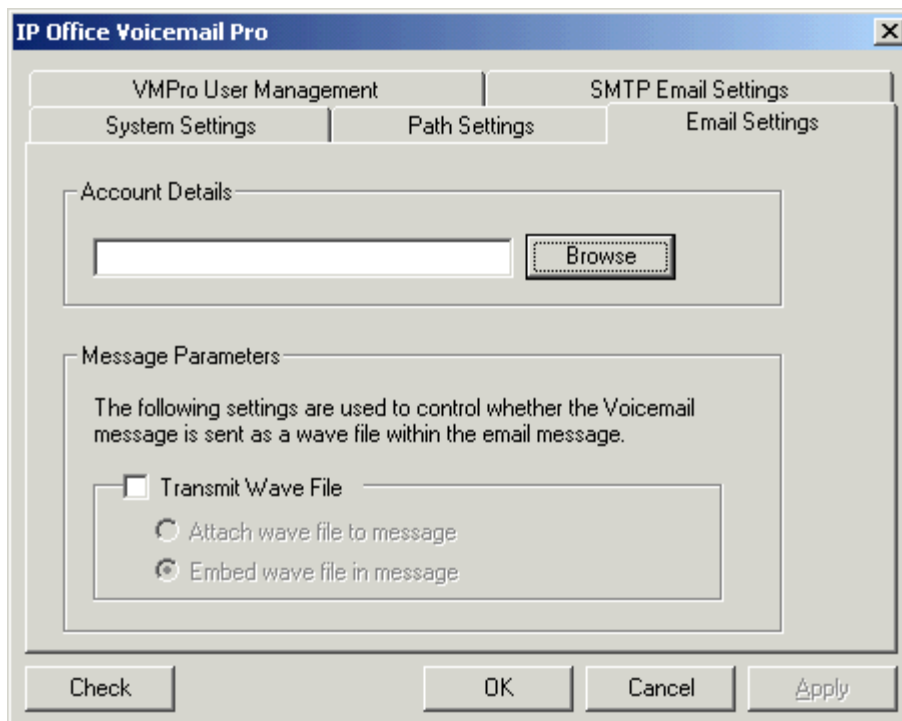 IP Office Voicemail Pro
VMPro User Management
SMTP Email Settings
System Settings
Path Settings
Email Settings
Account Details
Browse
Message Parameters
The following settings are used to control whether the Voicemail
message is sent as a wave file within the email message.
Transmit Wave File
Attach wave file to message
Embed wave file in message
Check
OK
Cancel
Apply